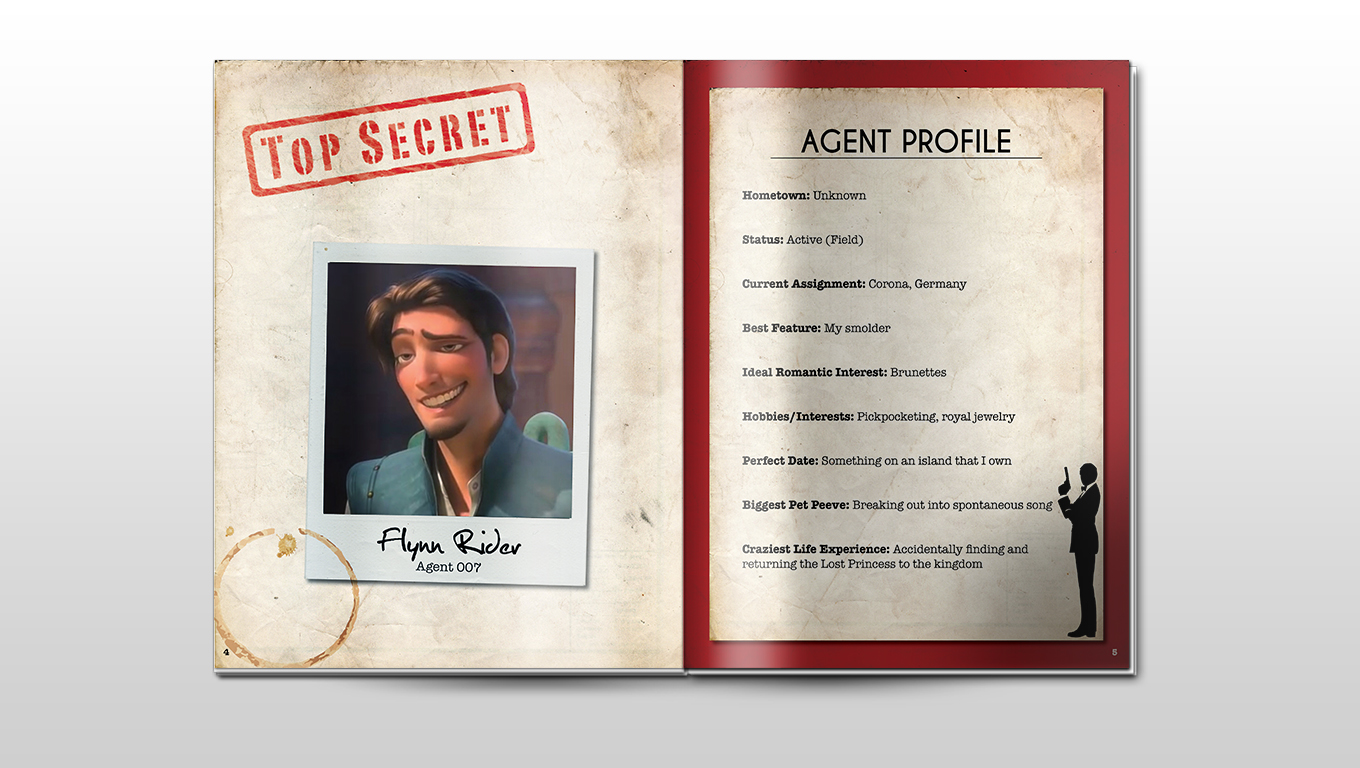 TOP SECRET
Flynn Rider
Agent 007
4
AGENT PROFILE
Hometown: Unknown
Status: Active (Field)
Current Assignment: Corona, Germany
Best Feature: My smolder
Ideal Romantic Interest: Brunettes
Hobbies/Interests: Pickpocketing, royal jewelry
Perfect Date: Something on an island that I own
Biggest Pet Peeve: Breaking out into spontaneous song
Craziest Life Experience: Accidentally finding and
returning the Lost Princess to the kingdom
5